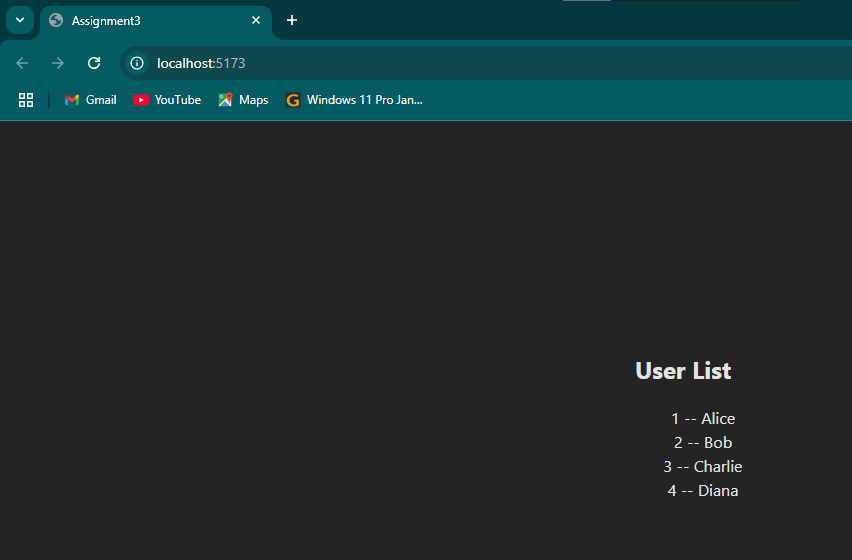 Assignment3
localhost:5173
Gmail YouTube Maps Windows 11 Pro Jan...
User List
1 -- Alice
2 -- Bob
3 -- Charlie
4 -- Diana